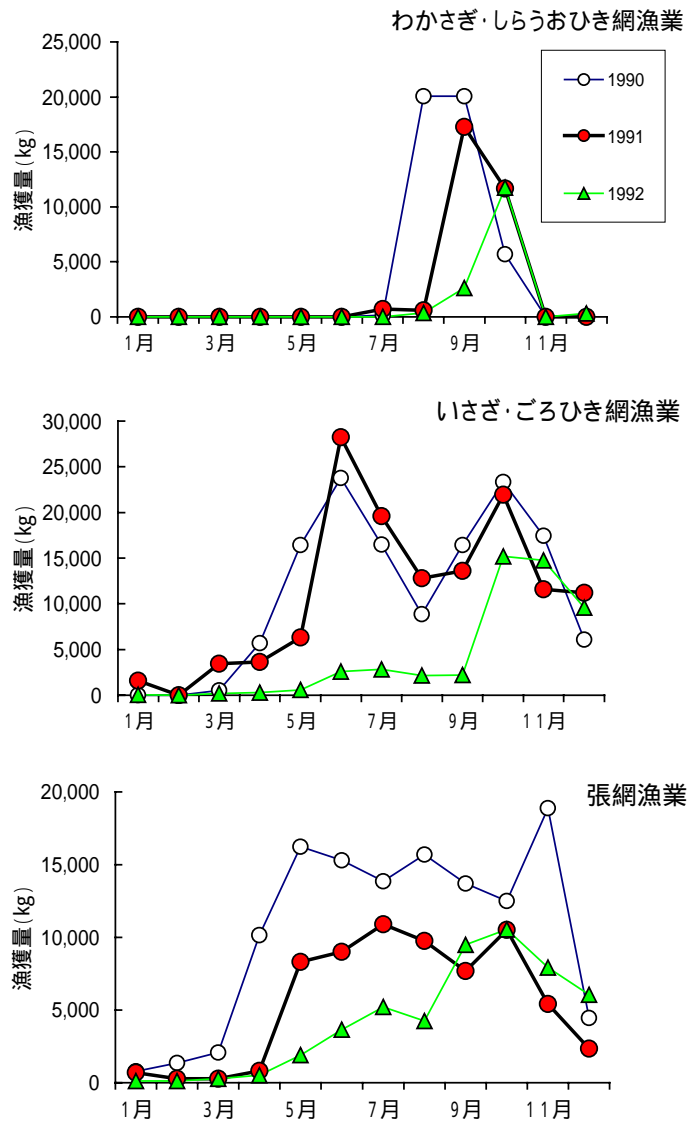 わかさぎ･しらうおひき網漁業
25,000
20,000
15,000
10,000
5,000
0
漁獲量(kg)
1990
1991
1992
1月
3月
5月
7月
9月
11月
いさざ･ごろひき網漁業
30,000
25,000
20,000
15,000
10,000
5,000
0
漁獲量(kg)
1月
3月
5月
7月
9月
11月
張網漁業
20,000
15,000
10,000
5,000
0
漁獲量(kg)
1月
3月
5月
7月
9月
11月